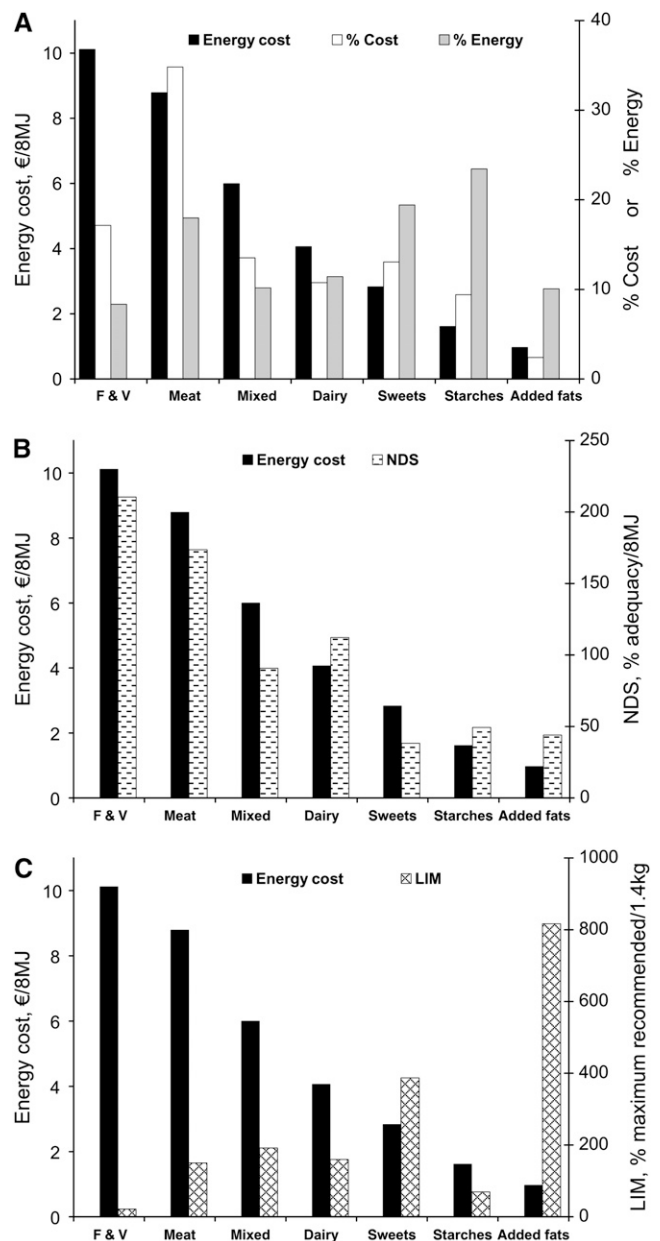 A
Energy cost % Cost % Energy
Energy cost, €/8MJ
10
8
6
4
2
0
% Cost or % Energy
40
30
20
10
0
F & V Meat Mixed Dairy Sweets Starches Added fats
B
Energy cost NDS
Energy cost, €/8MJ
10
8
6
4
2
0
NDS, % adequacy/8MJ
250
200
150
100
50
0
F & V Meat Mixed Dairy Sweets Starches Added fats
C
Energy cost LIM
Energy cost, €/8MJ
10
8
6
4
2
0
LIM, % maximum recommended/1.4kg
1000
800
600
400
200
0
F & V Meat Mixed Dairy Sweets Starches Added fats